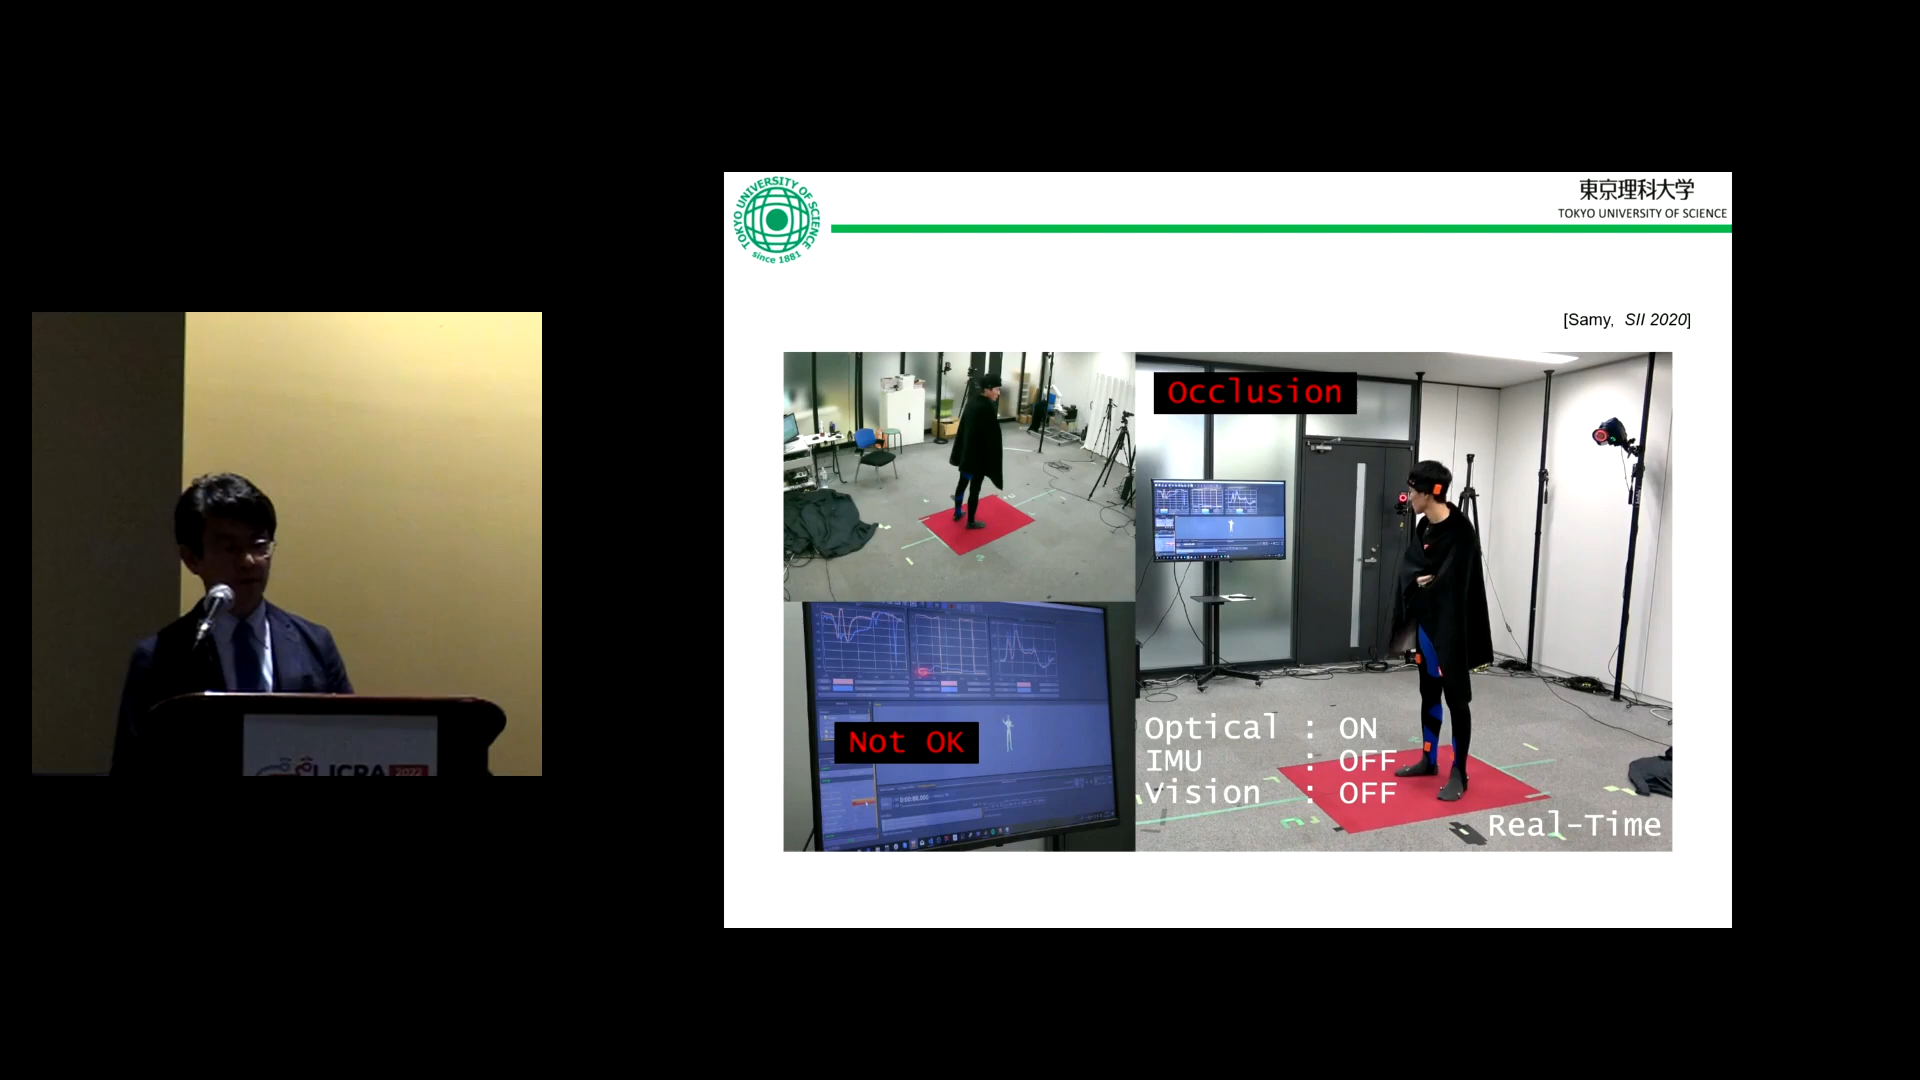 TOKYO UNIVERSITY OF SCIENCE
since 1881
東京理科大学
TOKYO UNIVERSITY OF SCIENCE
[Samy, SII 2020]
Occlusion
Not OK
Optical : ON
IMU : OFF
Vision : OFF
Real-Time
ICRA 2022